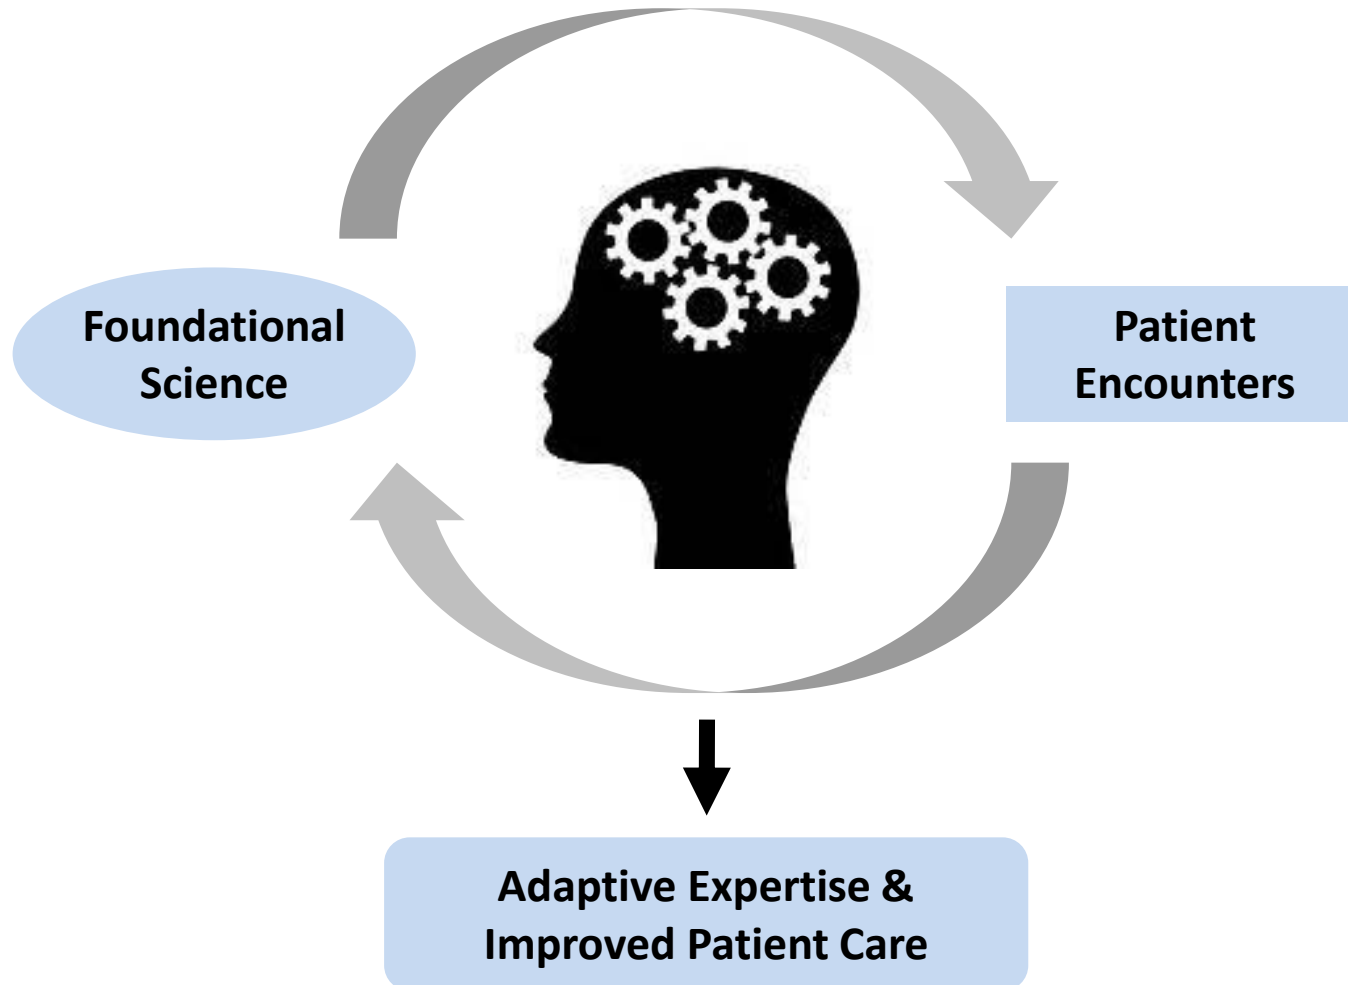 Foundational
Science
Patient
Encounters
Adaptive Expertise &
Improved Patient Care